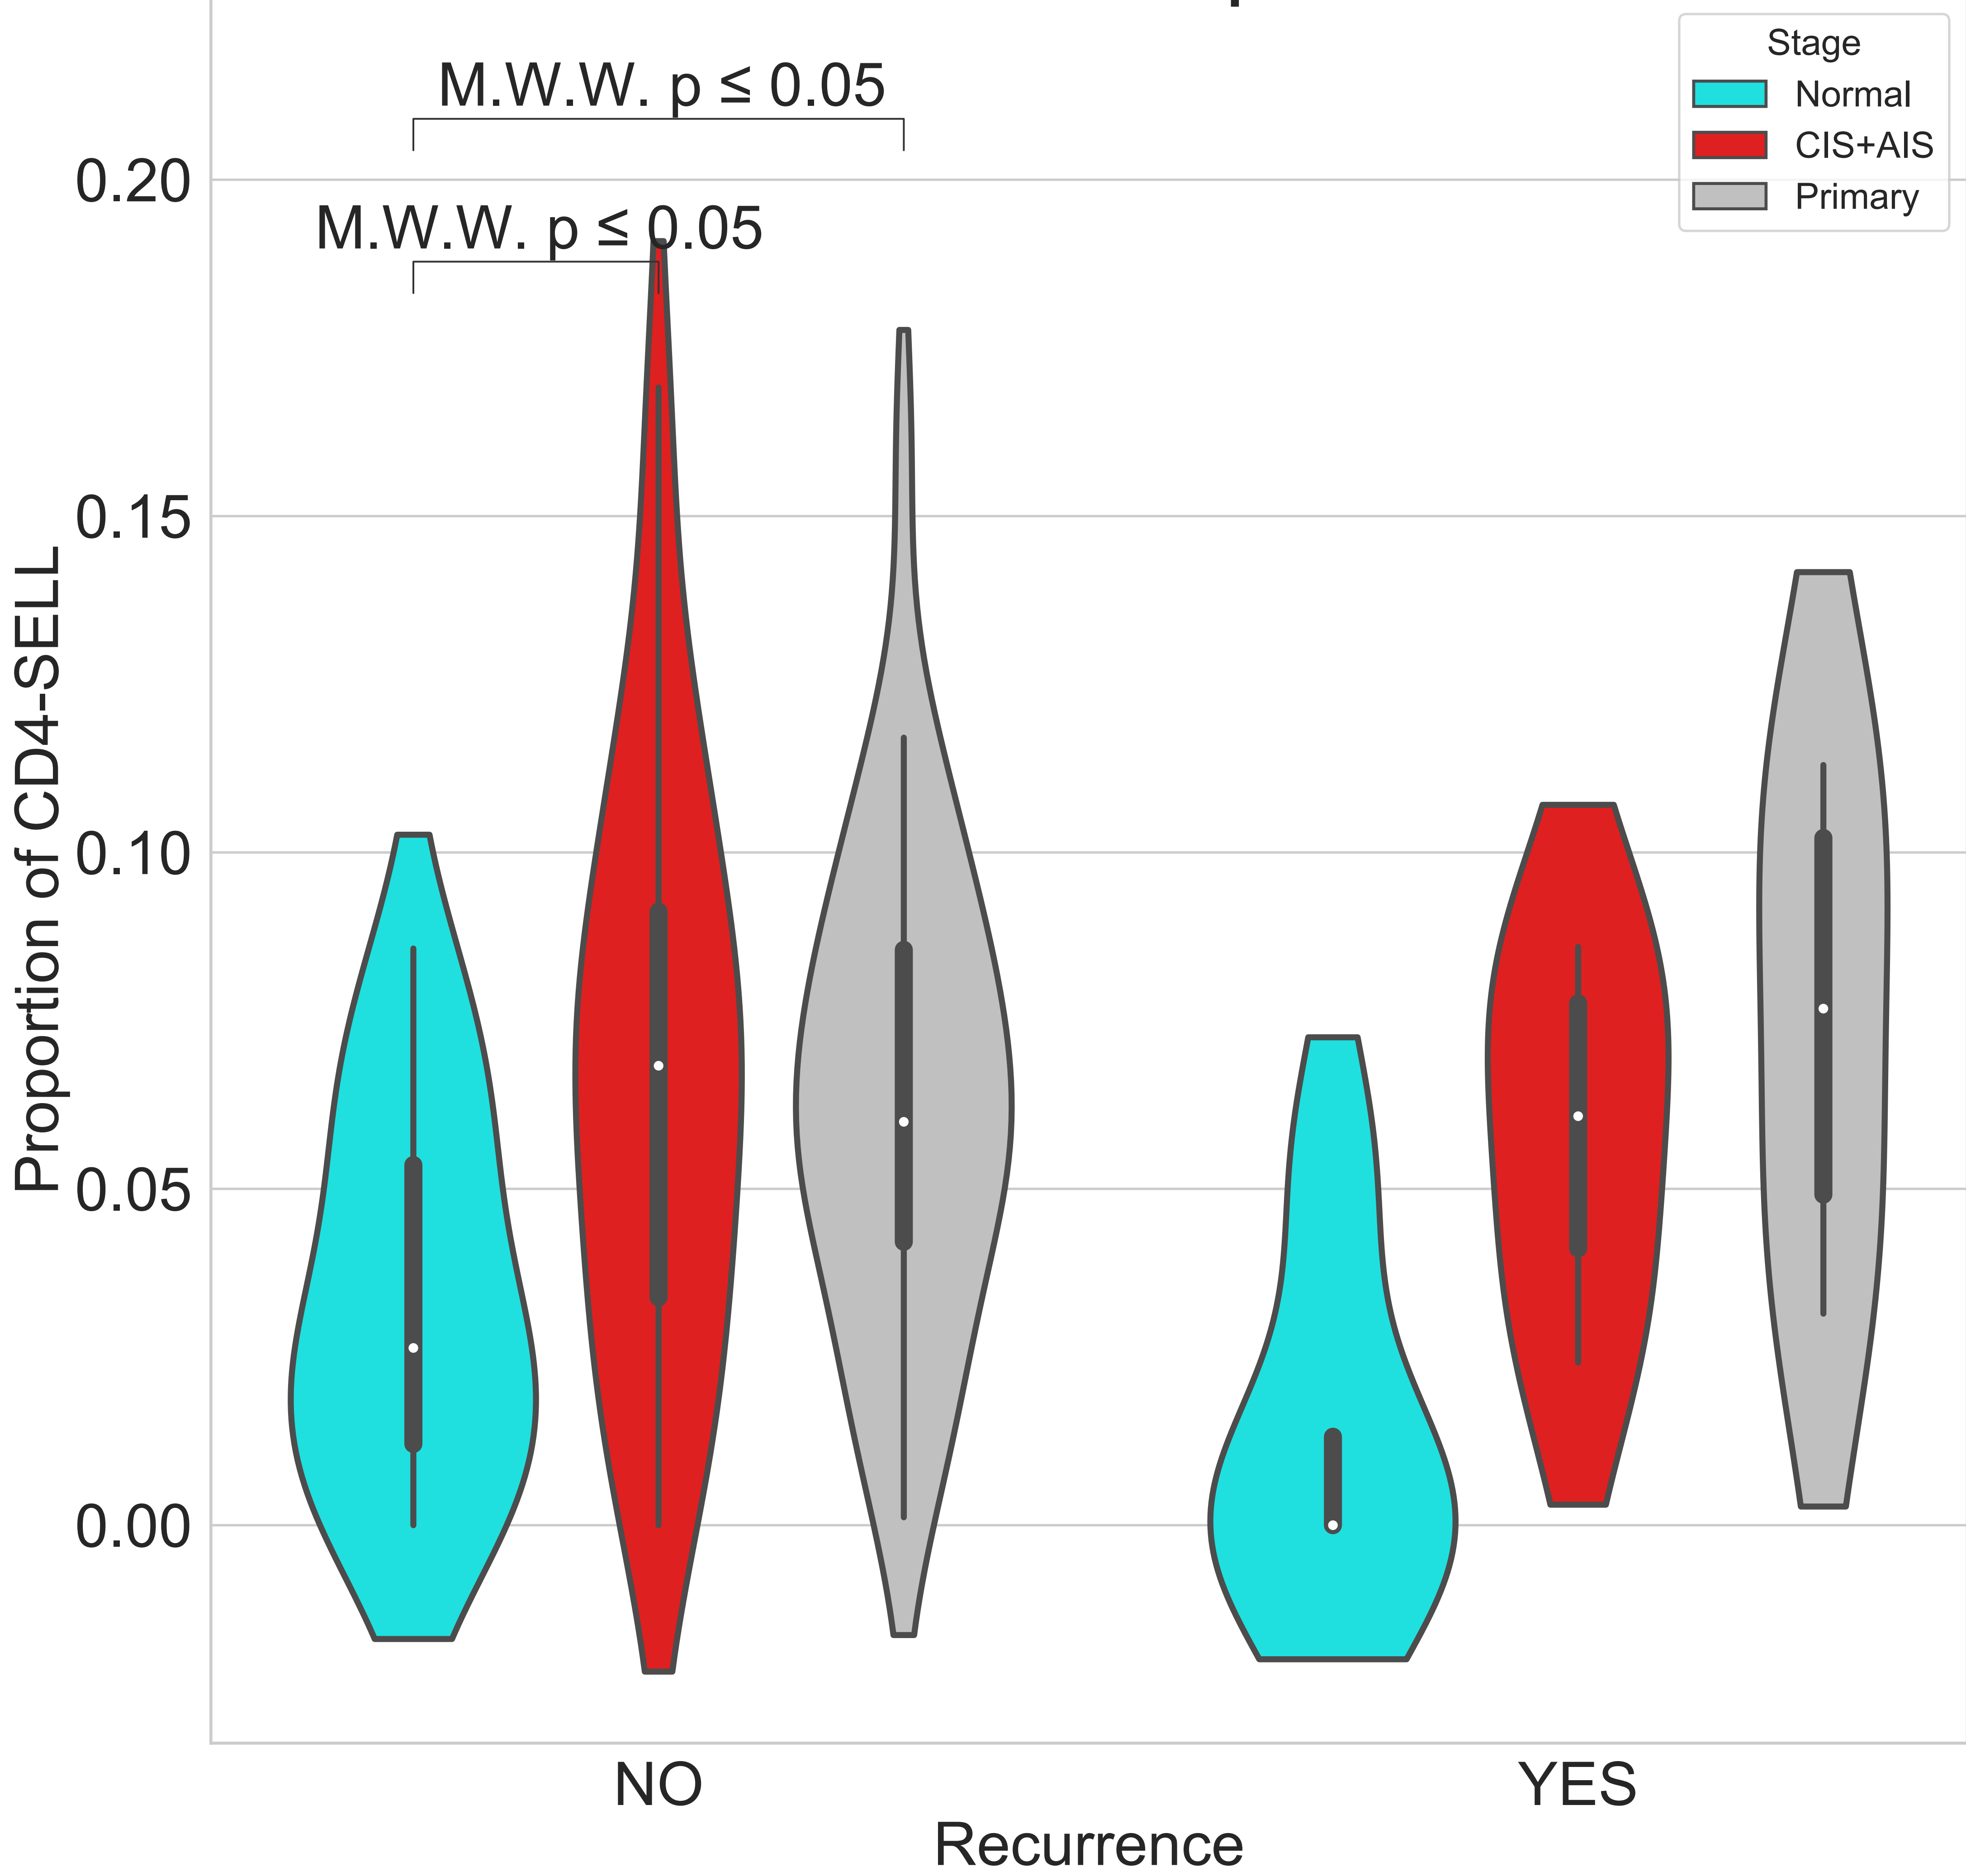 M.W.W. p ≤ 0.05
M.W.W. p ≤ 0.05
Stage
Normal
CIS+AIS
Primary
0.20
0.15
0.10
0.05
0.00
Proportion of CD4-SELL
NO
YES
Recurrence